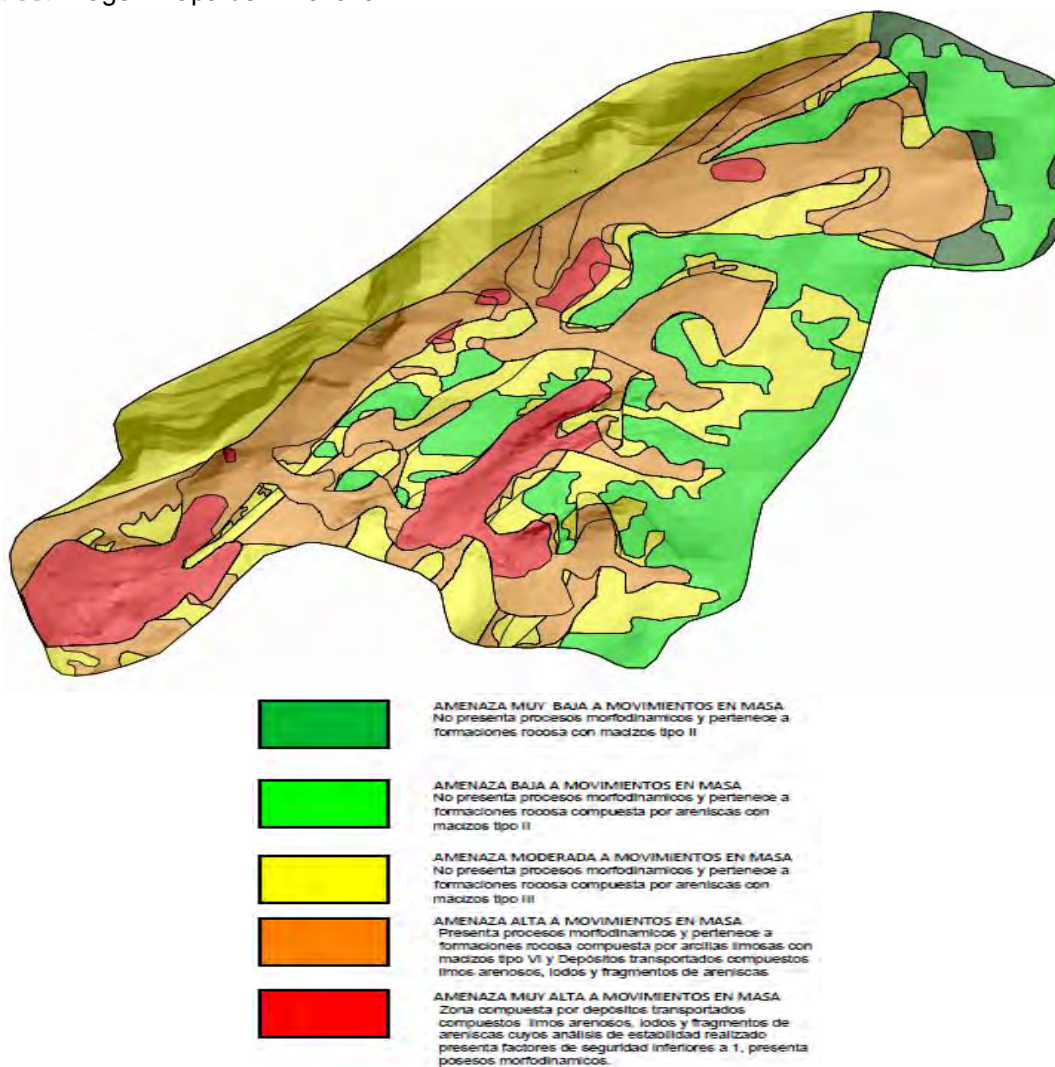 AMENAZA MUY BAJA A MOVIMIENTOS EN MASA
No presenta procesos morfodinamicos y pertenece a
formaciones rocosa con macizos tipo II
AMENAZA BAJA A MOVIMIENTOS EN MASA
No presenta procesos morfodinamicos y pertenece a
formaciones rocosa compuesta por areniscas con
macizos tipo II
AMENAZA MODERADA A MOVIMIENTOS EN MASA
No presenta procesos morfodinamicos y pertenece a
formaciones rocosa compuesta por areniscas con
macizos tipo III
AMENAZA ALTA A MOVIMIENTOS EN MASA
Presenta procesos morfodinamicos y pertenece a
formaciones rocosa compuesta por arcillas limosas con
macizos tipo VI y Depósitos transportados compuestos
limos arenosos, lodos y fragmentos de areniscas
AMENAZA MUY ALTA A MOVIMIENTOS EN MASA
Zona compuesta por depósitos transportados
compuestos limos arenosos, lodos y fragmentos de
areniscas cuyos análisis de estabilidad realizado
presenta factores de seguridad inferiores a 1, presenta
posesos morfodinamicos.